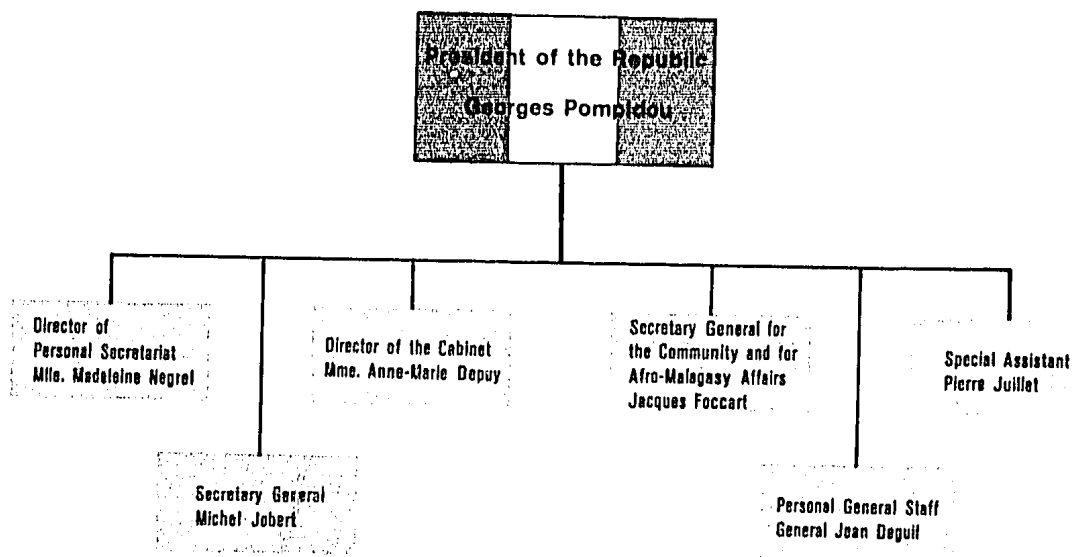 President of the Republic
Georges Pompidou
Director of
Personal Secretariat
Mlle. Madeleine Negrel
Director of the Cabinet
Mme. Anne-Marie Dupuy
Secretary General for
the Community and for
Afro-Malagasy Affairs
Jacques Foccart
Special Assistant
Pierre Juillet
Secretary General
Michel Jobert
Personal General Staff
General Jean Deguil